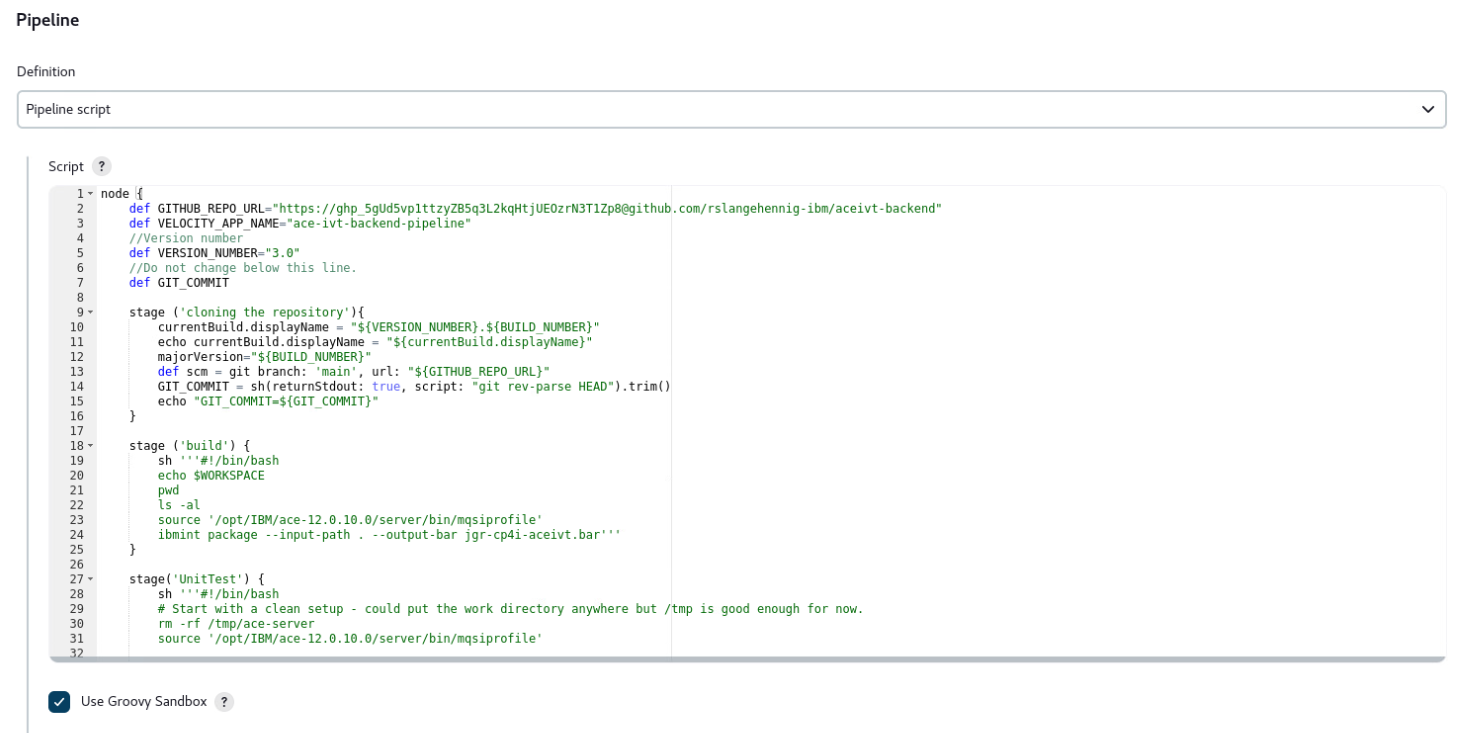 Pipeline
Definition
Pipeline script
Script ?
1 node {
2 def GITHUB_REPO_URL="https://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@github.com/rslangehennig-ibm/aceivt-backend"
3 def VELOCITY_APP_NAME="ace-ivt-backend-pipeline"
4 //Version number
5 def VERSION_NUMBER="3.0"
6 //Do not change below this line.
7 def GIT_COMMIT
8
9 stage ('cloning the repository'){
10 currentBuild.displayName = "${VERSION_NUMBER}.${BUILD_NUMBER}"
11 echo currentBuild.displayName = "${currentBuild.displayName}"
12 majorVersion="${BUILD_NUMBER}"
13 def scm = git branch: 'main', url: "${GITHUB_REPO_URL}"
14 GIT_COMMIT = sh(returnStdout: true, script: "git rev-parse HEAD").trim()
15 echo "GIT_COMMIT=${GIT_COMMIT}"
16 }
17
18 stage ('build') {
19 sh '''#!/bin/bash
20 echo $WORKSPACE
21 pwd
22 ls -al
23 source '/opt/IBM/ace-12.0.10.0/server/bin/mqsiprofile'
24 ibmint package --input-path . --output-bar jgr-cp4i-aceivt.bar'''
25 }
26
27 stage('UnitTest') {
28 sh '''#!/bin/bash
29 # Start with a clean setup - could put the work directory anywhere but /tmp is good enough for now.
30 rm -rf /tmp/ace-server
31 source '/opt/IBM/ace-12.0.10.0/server/bin/mqsiprofile'
32
Use Groovy Sandbox ?